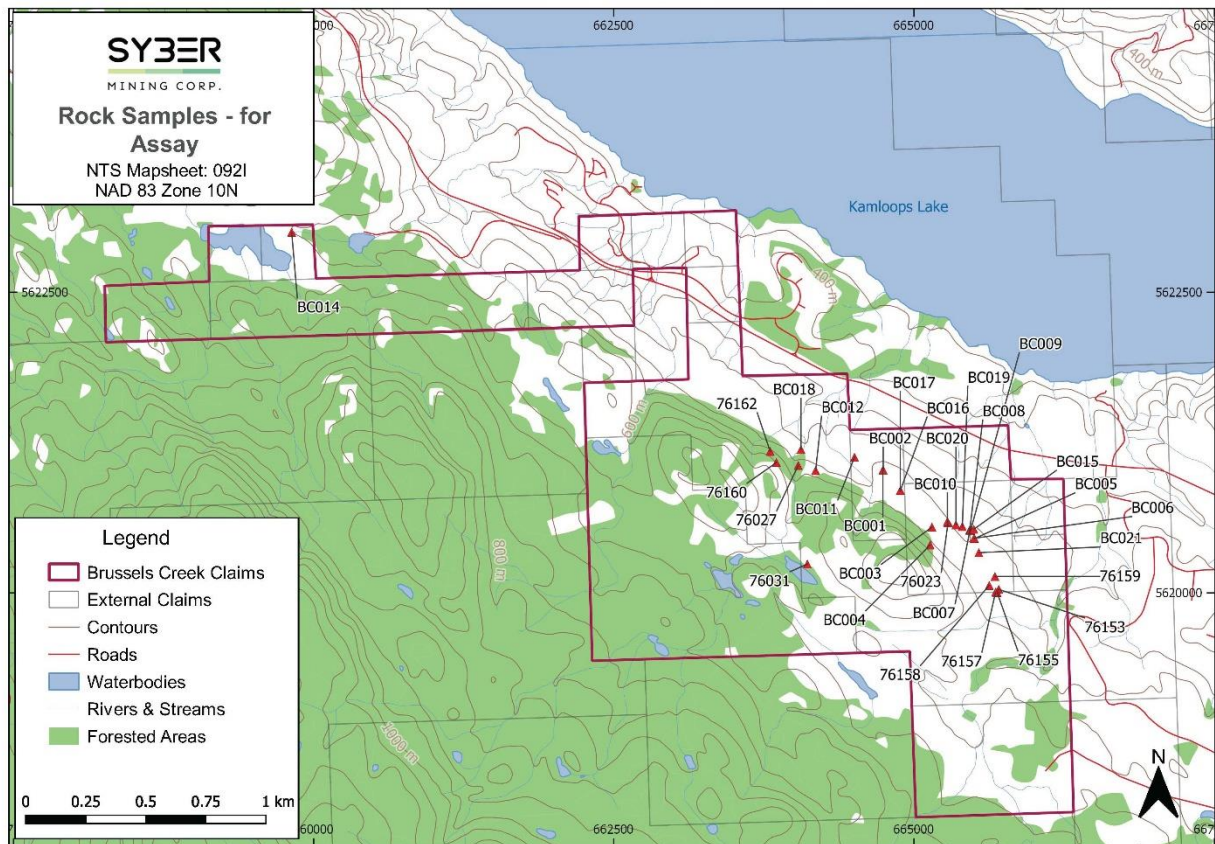 662500
665000
SYBER
MINING CORP.
Rock Samples - for
Assay
NTS Mapsheet: 092I
NAD 83 Zone 10N
400 m
Kamloops Lake
400 m
5622500
5622500
BC014
BC009
BC019
BC017
BC018
BC008
BC016
76162
BC012
BC002
BC020
600 m
BC015
BC005
BC010
76160
BC006
76027
BC011
BC001
BC021
800 m
76031
BC003
76023
76159
5620000
BC007
BC004
76153
76157
76155
76158
1000 m
Legend
Brussels Creek Claims
External Claims
Contours
Roads
Waterbodies
Rivers & Streams
Forested Areas
0 0.25 0.5 0.75 1 km
N
662500
665000